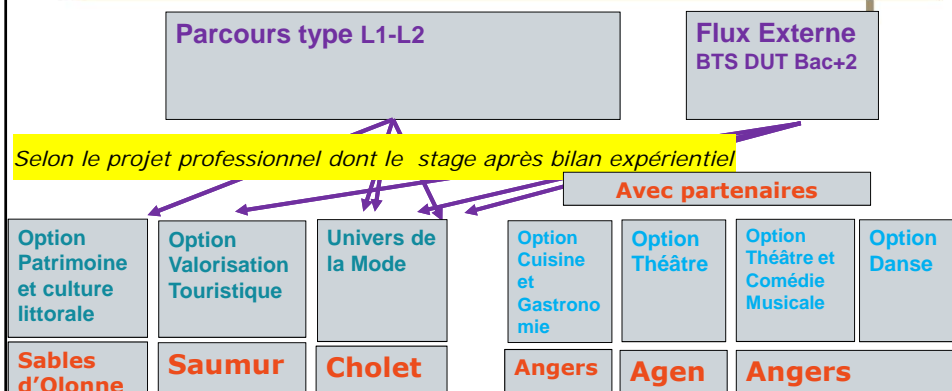 Parcours type L1-L2
Flux Externe
BTS DUT Bac+2
Selon le projet professionnel dont le stage après bilan expérientiel
Avec partenaires
Option
Patrimoine
et culture
littorale
Option
Valorisation
Touristique
Univers de
la Mode
Option
Cuisine
et
Gastrono
mie
Option
Théâtre
Option
Théâtre et
Comédie
Musicale
Option
Danse
Sables
d'Olonne
Saumur
Cholet
Angers
Agen
Angers